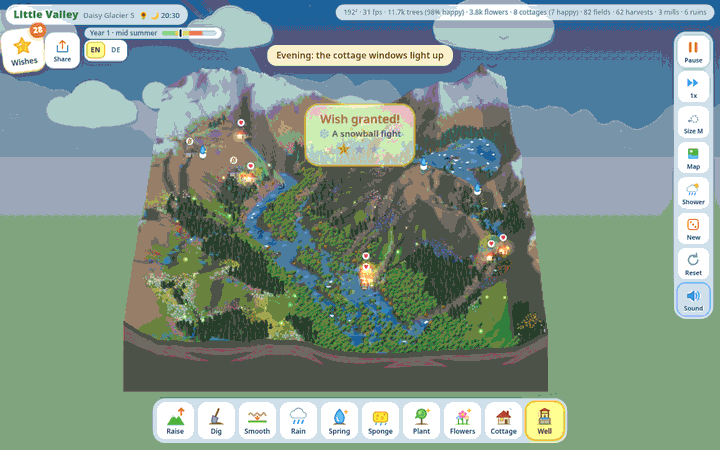 Little Valley Daisy Glacier 5 20:30
192² · 31 fps · 11.7k trees (98% happy) · 3.8k flowers · 8 cottages (7 happy) · 82 fields · 62 harvests · 3 mills · 6 ruins
Year 1 · mid summer
28
Wishes
Share
EN
DE
Evening: the cottage windows light up
Wish granted!
A snowball fight
Pause
1x
Size M
Map
Shower
New
Reset
Sound
Raise
Dig
Smooth
Rain
Spring
Sponge
Plant
Flowers
Cottage
Well